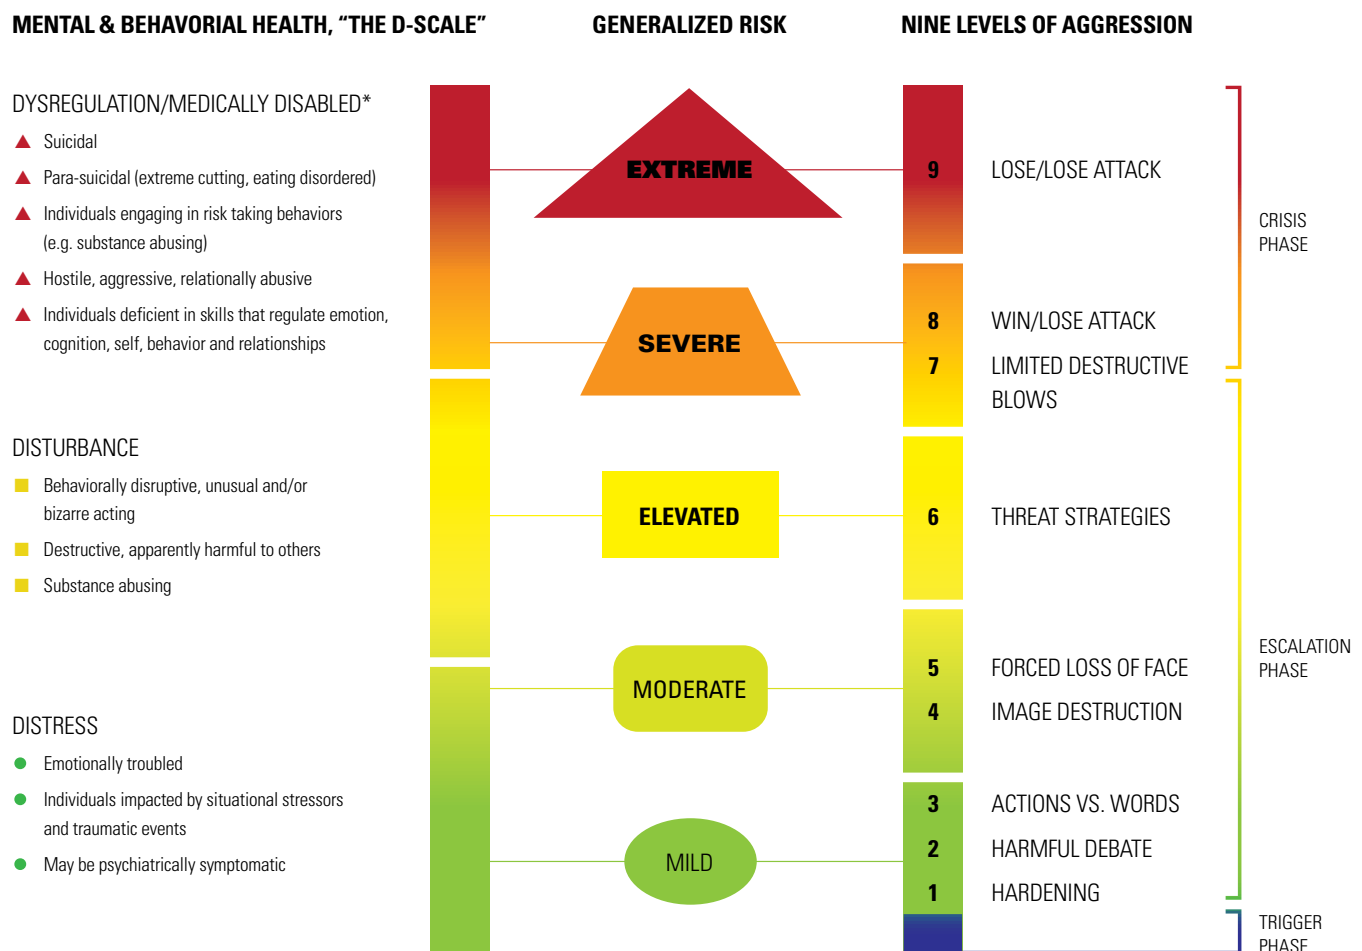 MENTAL & BEHAVORIAL HEALTH, “THE D-SCALE”
GENERALIZED RISK
NINE LEVELS OF AGGRESSION
DYSREGULATION/MEDICALLY DISABLED*
Suicidal
Para-suicidal (extreme cutting, eating disordered)
Individuals engaging in risk taking behaviors
(e.g. substance abusing)
Hostile, aggressive, relationally abusive
Individuals deficient in skills that regulate emotion,
cognition, self, behavior and relationships
DISTURBANCE
Behaviorally disruptive, unusual and/or
bizarre acting
Destructive, apparently harmful to others
Substance abusing
DISTRESS
Emotionally troubled
Individuals impacted by situational stressors
and traumatic events
May be psychiatrically symptomatic
EXTREME
SEVERE
ELEVATED
MODERATE
MILD
9 LOSE/LOSE ATTACK
8 WIN/LOSE ATTACK
7 LIMITED DESTRUCTIVE
BLOWS
6 THREAT STRATEGIES
5 FORCED LOSS OF FACE
4 IMAGE DESTRUCTION
3 ACTIONS VS. WORDS
2 HARMFUL DEBATE
1 HARDENING
CRISIS
PHASE
ESCALATION
PHASE
TRIGGER
PHASE